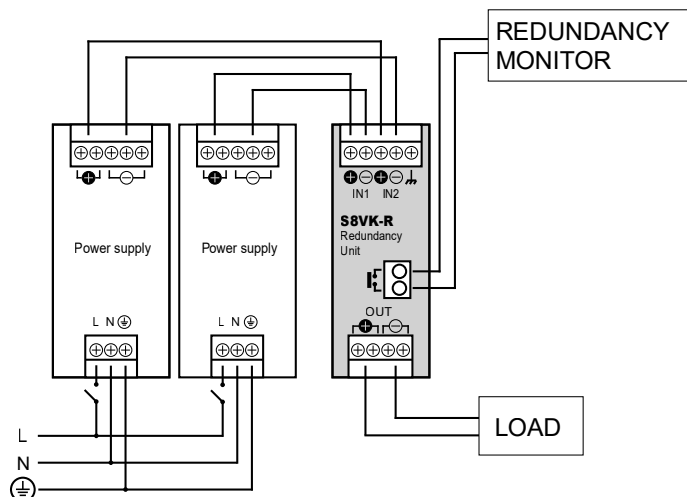 REDUNDANCY
MONITOR
IN1 IN2
S8VK-R
Redundancy
Unit
Power supply
Power supply
L N
L N
OUT
L
N
LOAD